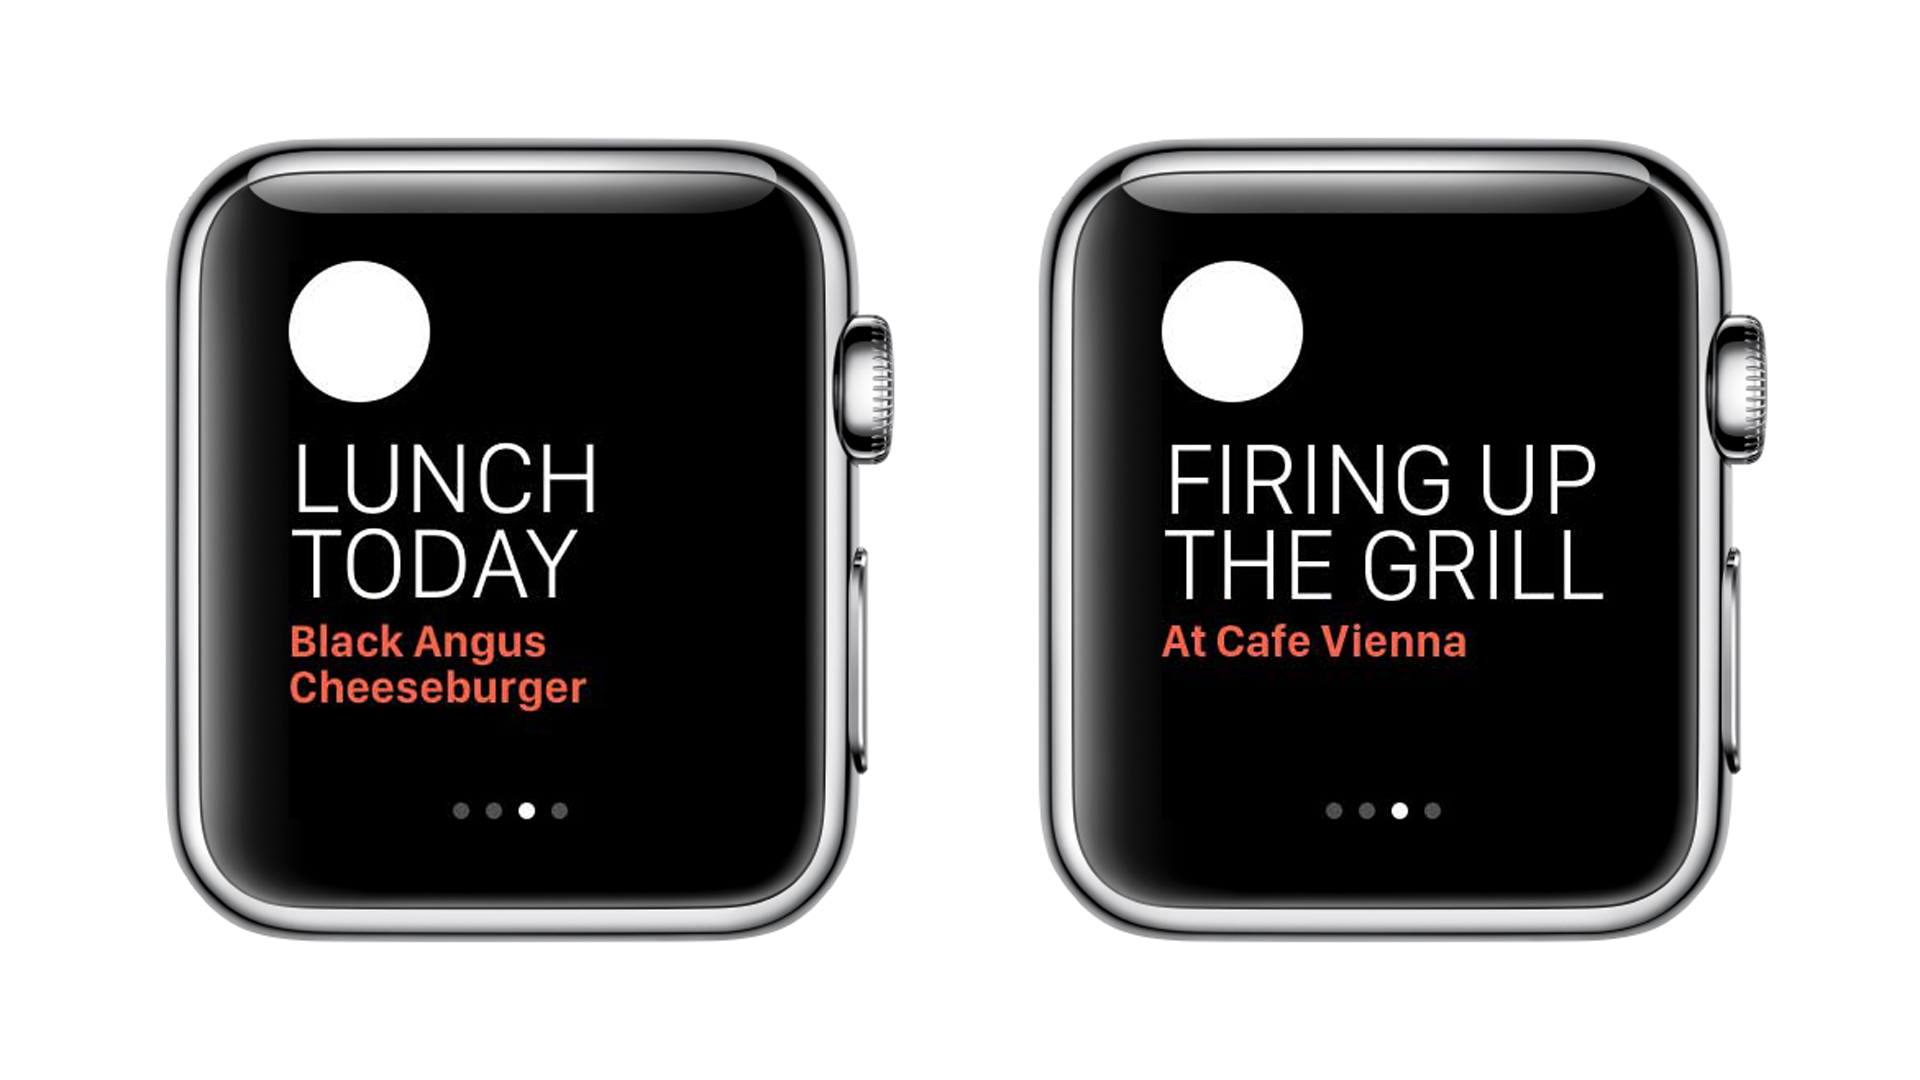 LUNCH
TODAY
Black Angus
Cheeseburger
FIRING UP
THE GRILL
At Cafe Vienna